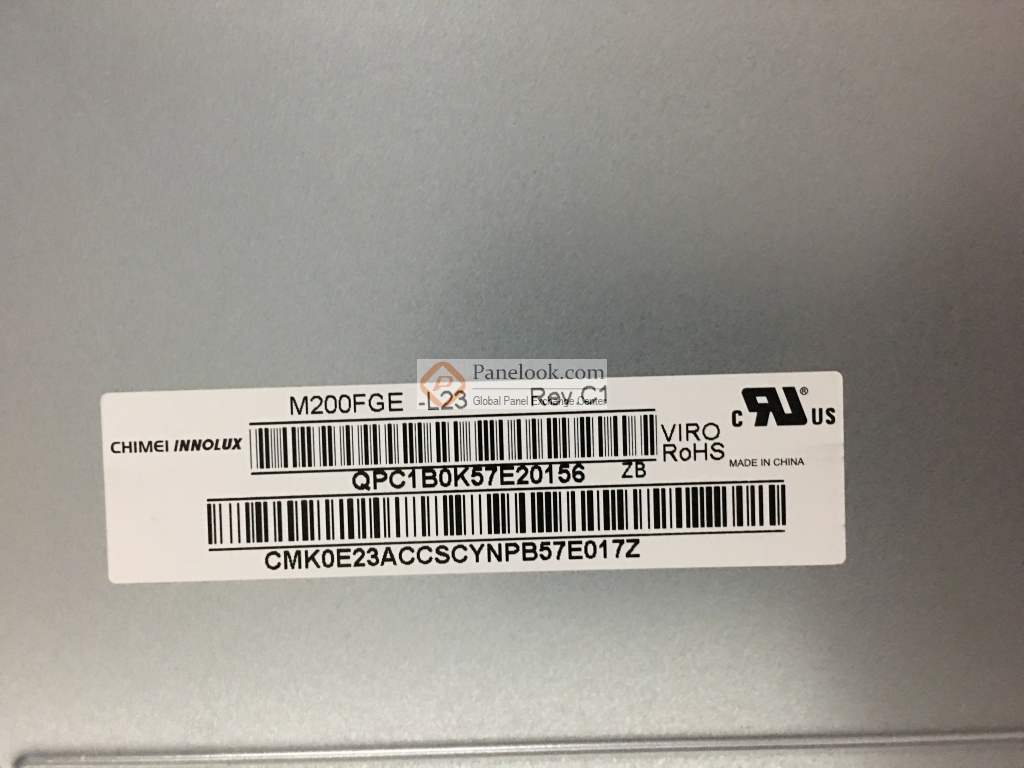 Panelook.com
Global Panel Exchange Center
M200FGE -L23 Rev.C1
CHIMEI INNOLUX
QPC1B0K57E20156 ZB
VIRO
RoHS
C UL ® US
MADE IN CHINA
CMK0E23ACCSCYNPB57E017Z